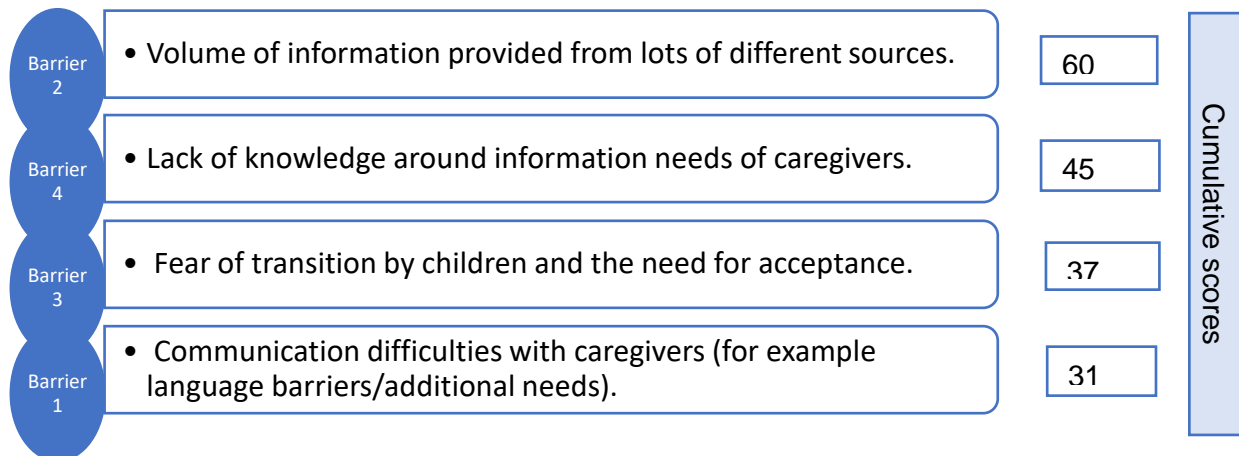 Barrier
2
• Volume of information provided from lots of different sources.
60
Barrier
4
• Lack of knowledge around information needs of caregivers.
45
Barrier
3
• Fear of transition by children and the need for acceptance.
37
Barrier
1
• Communication difficulties with caregivers (for example
language barriers/additional needs).
31
Cumulative scores